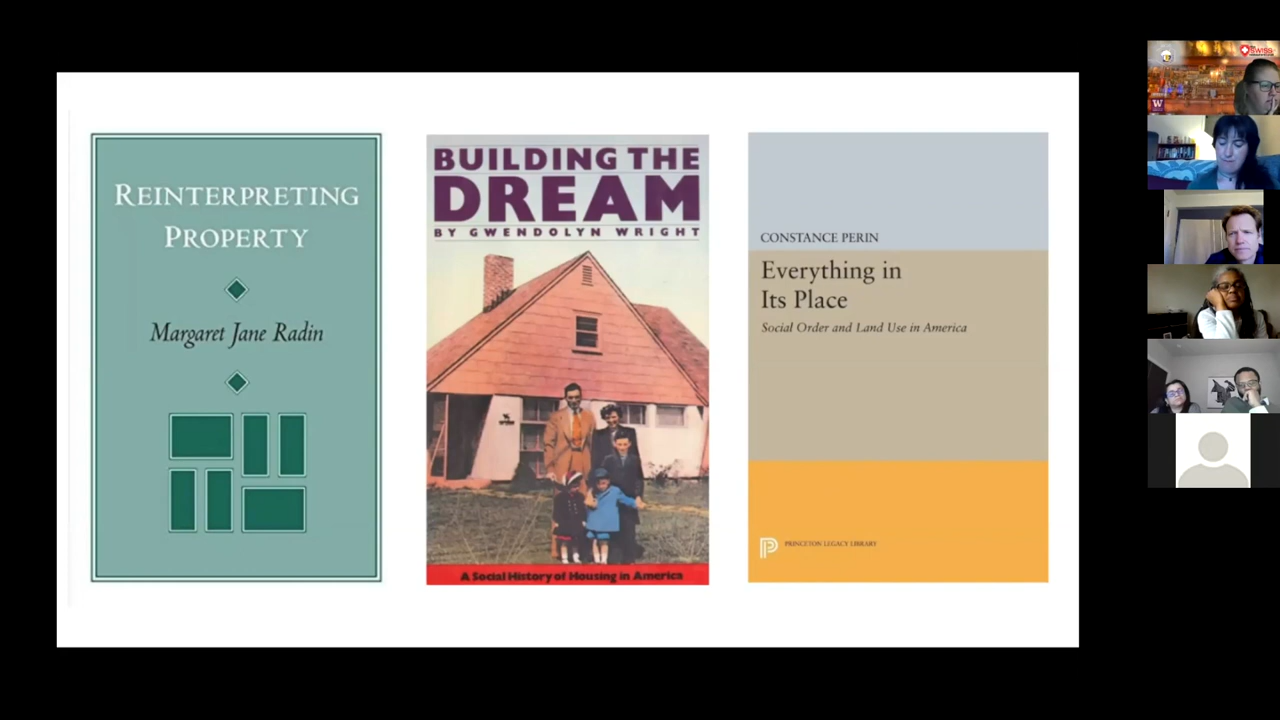 REINTERPRETING
PROPERTY
Margaret Jane Radin
BUILDING THE
DREAM
BY GWENDOLYN WRIGHT
A Social History of Housing in America
CONSTANCE PERIN
Everything in
Its Place
Social Order and Land Use in America
PRINCETON LEGACY LIBRARY
SWISS
W